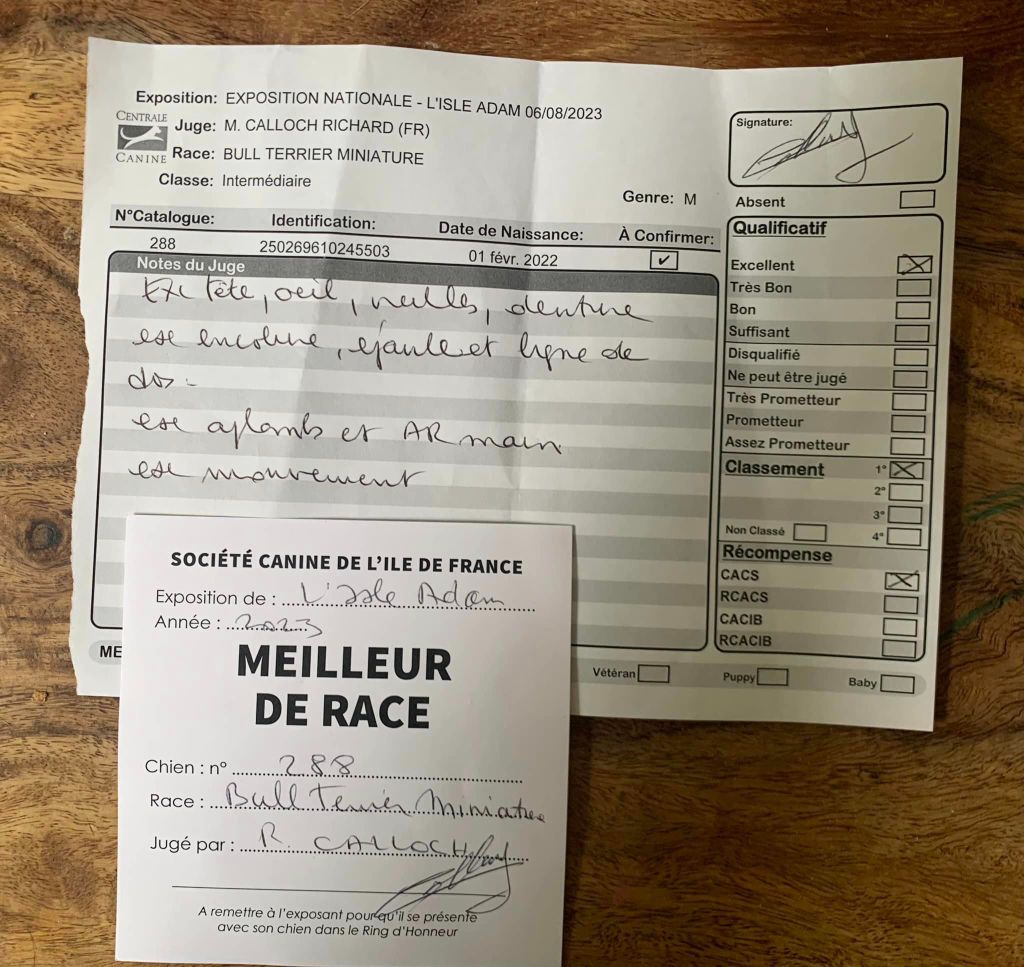 Exposition: EXPOSITION NATIONALE - L'ISLE ADAM 06/08/2023
CENTRALE CANINE
Juge: M. CALLOCH RICHARD (FR)
Race: BULL TERRIER MINIATURE
Classe: Intermédiaire
Genre: M
Signature:
Absent
N°Catalogue: Identification: Date de Naissance: À Confirmer:
288 250269610245503 01 févr. 2022 ✔
Notes du Juge
Exc tête, oeil, oreilles, denture
exc encolure, épaule et ligne de
dos.
exc aplombs et AR main
exc mouvement
Qualificatif
Excellent X
Très Bon
Bon
Suffisant
Disqualifié
Ne peut être jugé
Très Prometteur
Prometteur
Assez Prometteur
Classement 1° X
2°
3°
Non Classé 4°
Récompense
CACS X
RCACS
CACIB
RCACIB
ME
Vétéran Puppy Baby
SOCIÉTÉ CANINE DE L'ILE DE FRANCE
Exposition de : L'Isle Adam
Année : 2023
MEILLEUR
DE RACE
Chien : n° 288
Race : Bull Terrier Miniature
Jugé par : R. CALLOCH
A remettre à l'exposant pour qu'il se présente
avec son chien dans le Ring d'Honneur